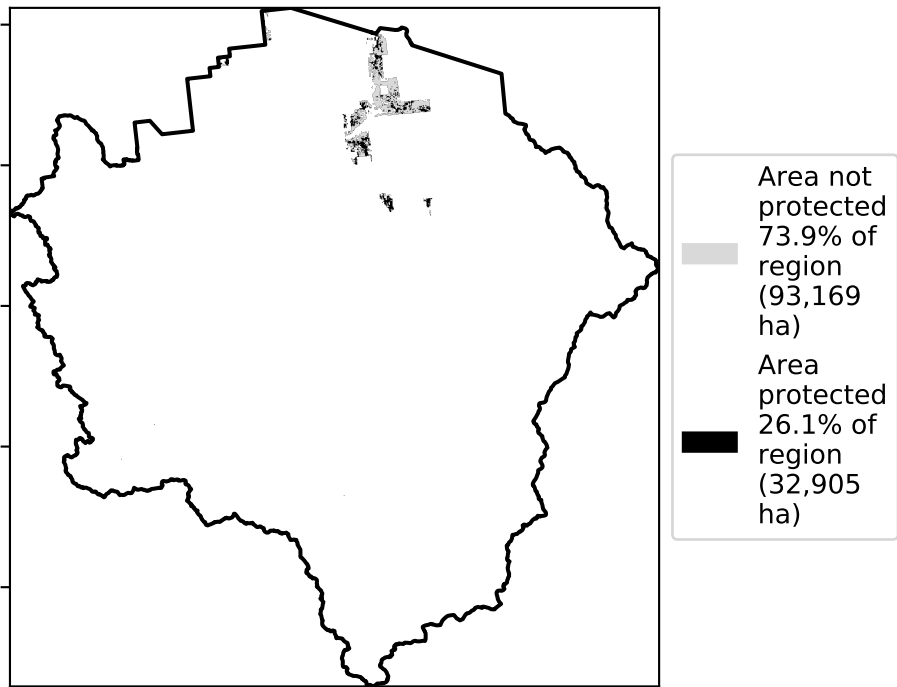 Area not
protected
73.9% of
region
(93,169
ha)
Area
protected
26.1% of
region
(32,905
ha)